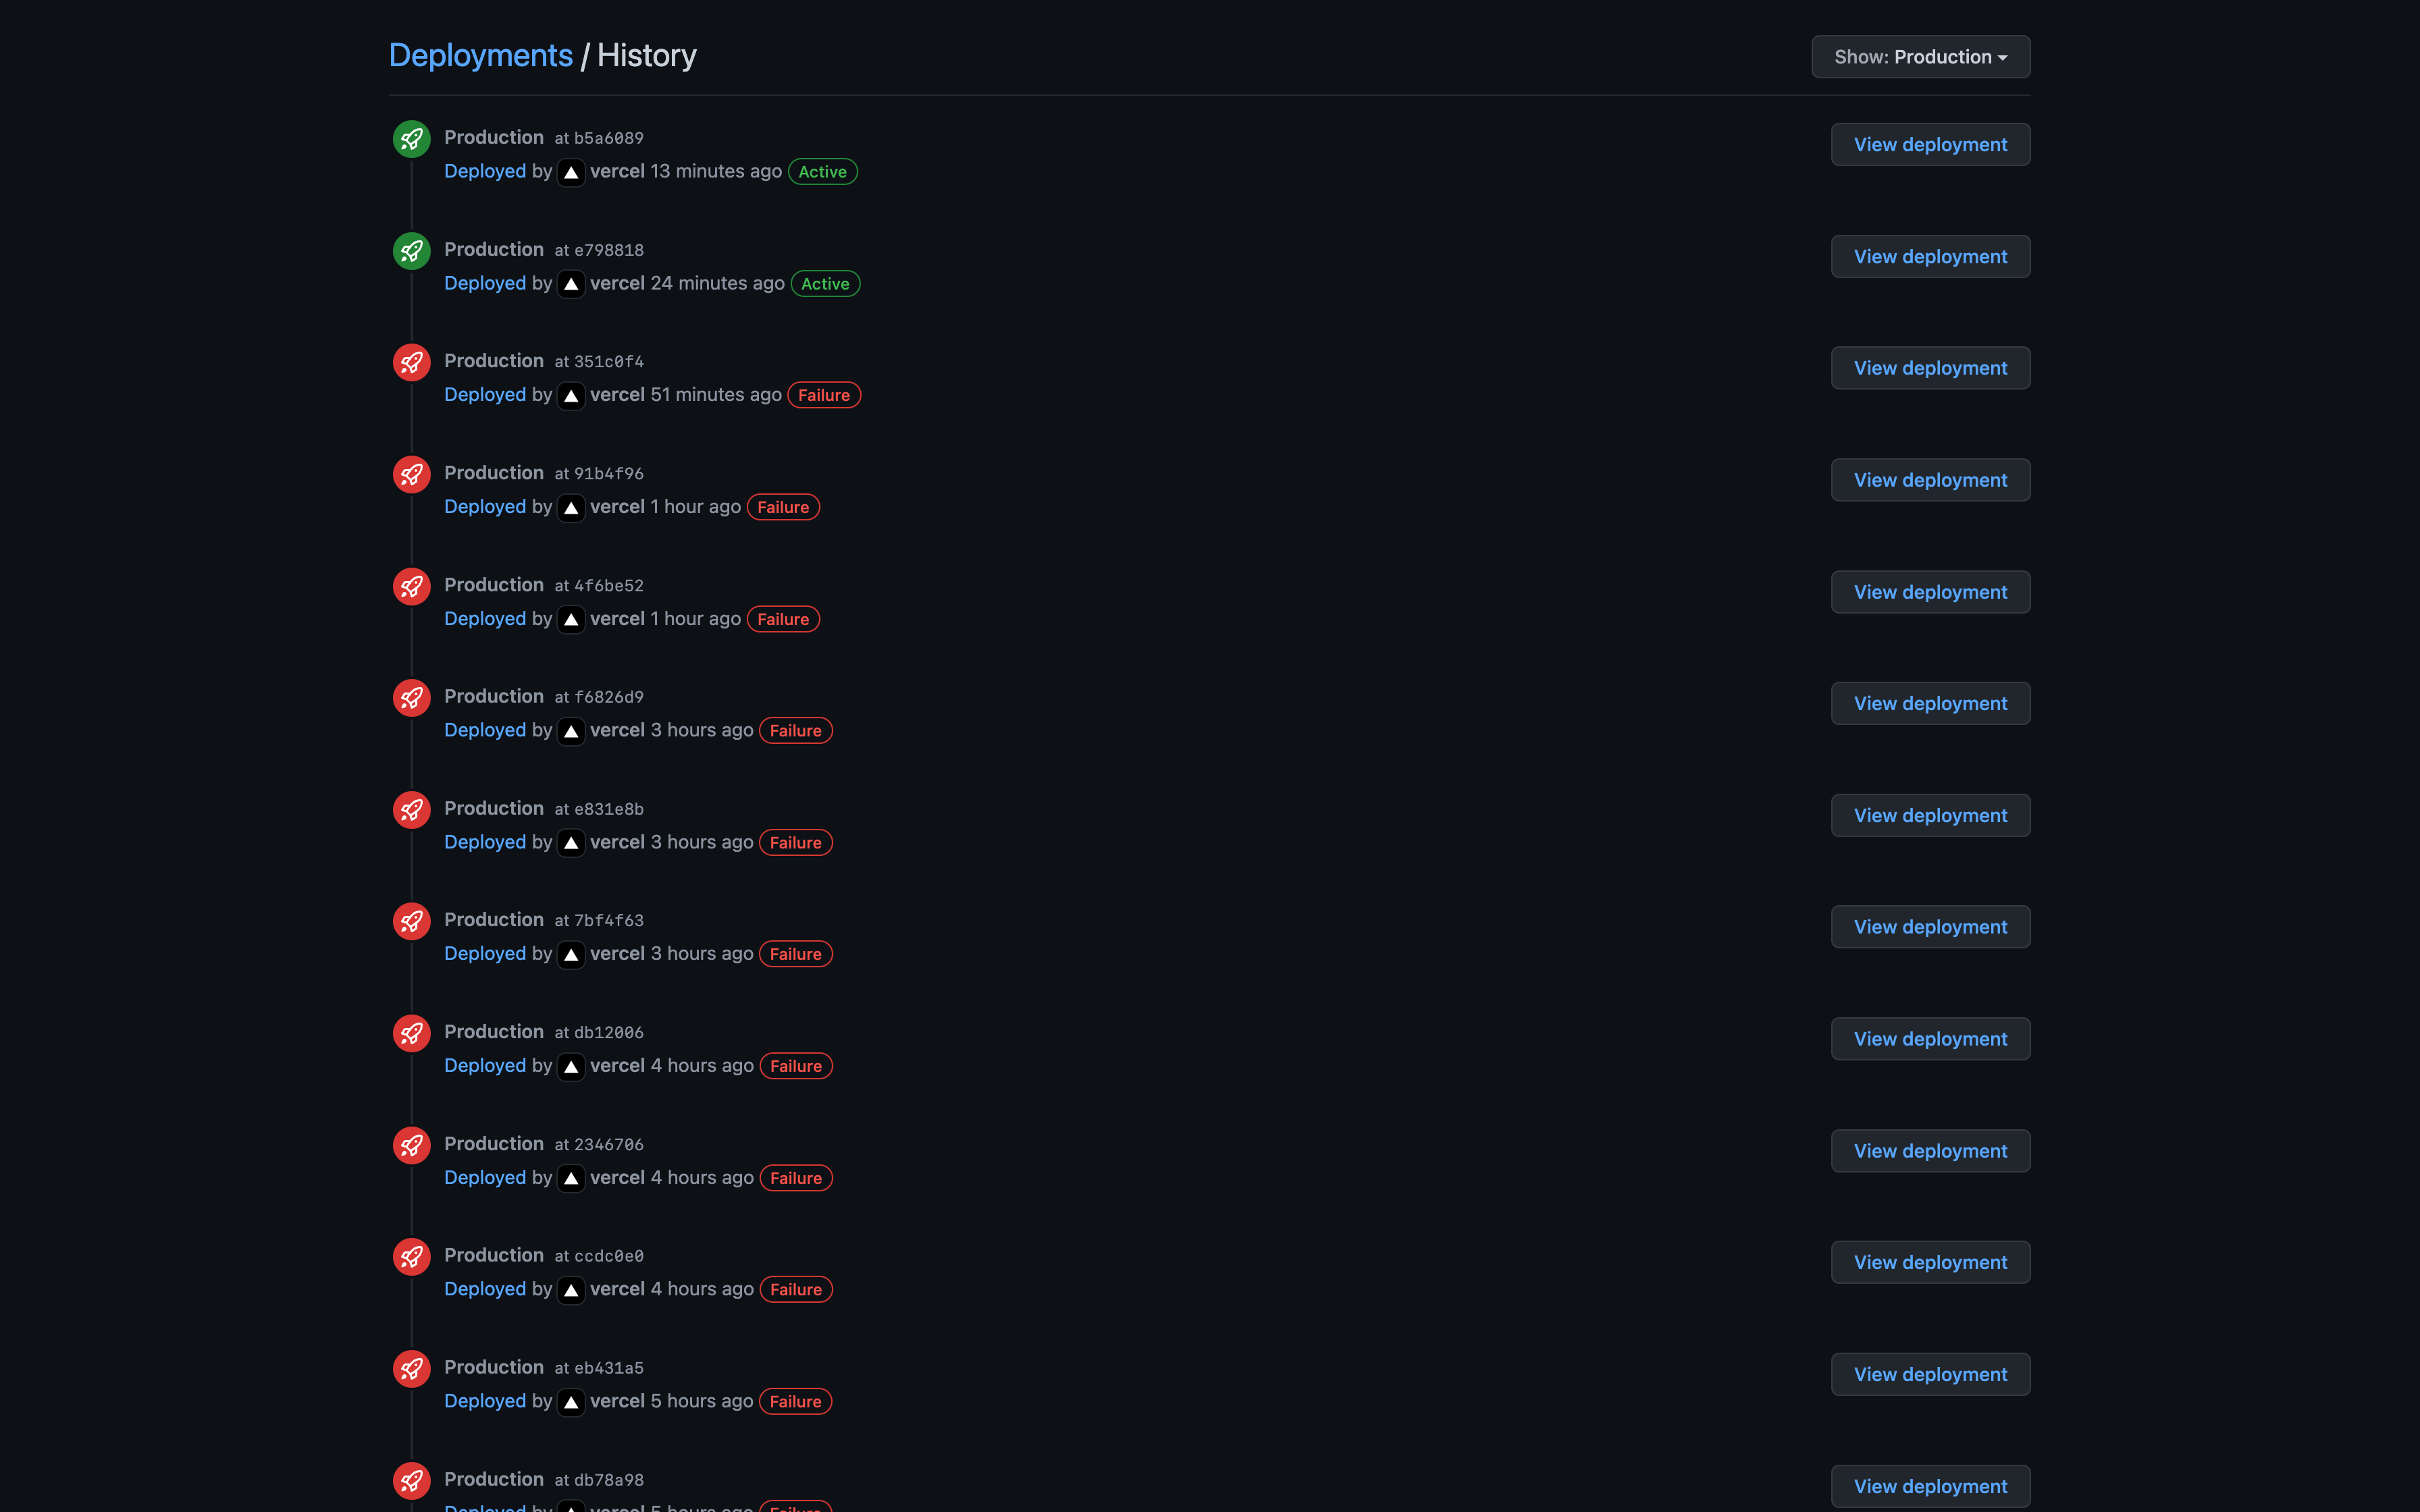 Deployments / History
Show: Production
Production at b5a6089
Deployed by vercel 13 minutes ago Active
View deployment
Production at e798818
Deployed by vercel 24 minutes ago Active
View deployment
Production at 351c0f4
Deployed by vercel 51 minutes ago Failure
View deployment
Production at 91b4f96
Deployed by vercel 1 hour ago Failure
View deployment
Production at 4f6be52
Deployed by vercel 1 hour ago Failure
View deployment
Production at f6826d9
Deployed by vercel 3 hours ago Failure
View deployment
Production at e831e8b
Deployed by vercel 3 hours ago Failure
View deployment
Production at 7bf4f63
Deployed by vercel 3 hours ago Failure
View deployment
Production at db12006
Deployed by vercel 4 hours ago Failure
View deployment
Production at 2346706
Deployed by vercel 4 hours ago Failure
View deployment
Production at ccdc0e0
Deployed by vercel 4 hours ago Failure
View deployment
Production at eb431a5
Deployed by vercel 5 hours ago Failure
View deployment
Production at db78a98
Deployed by vercel 5 hours ago Failure
View deployment